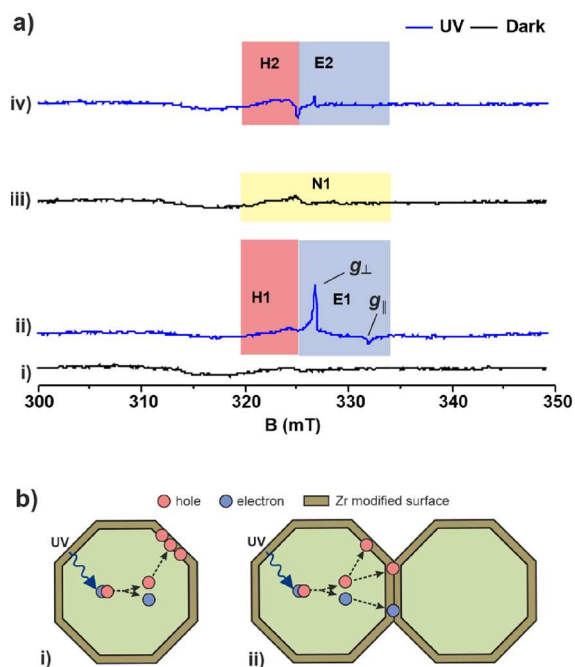 a)
UV Dark
H2 E2
iv)
N1
iii)
g⊥
H1 E1 g∥
ii)
i)
300 310 320 330 340 350
B (mT)
b)
hole electron Zr modified surface
UV UV
i) ii)